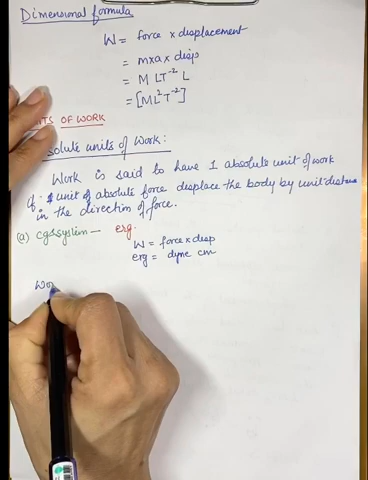 Dimensional formula
W = force x displacement
= mxa x disp
= M LT⁻² L
= [ML²T⁻²]
OF WORK
units of Work:
Work is said to have 1 absolute unit of work
if unit of absolute force displace the body by unit distance
in the direction of force.
(a) cgs system — erg.
W = force x disp
erg = dyne cm